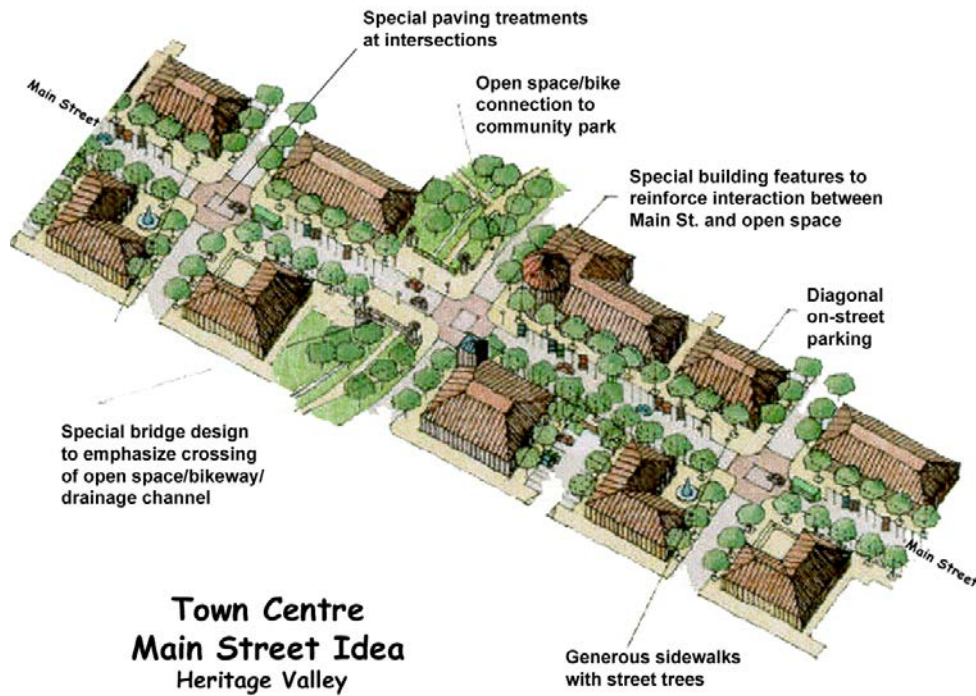 Special paving treatments
at intersections
Main Street
Open space/bike
connection to
community park
Special building features to
reinforce interaction between
Main St. and open space
Diagonal
on-street
parking
Special bridge design
to emphasize crossing
of open space/bikeway/
drainage channel
Main Street
Town Centre
Main Street Idea
Heritage Valley
Generous sidewalks
with street trees